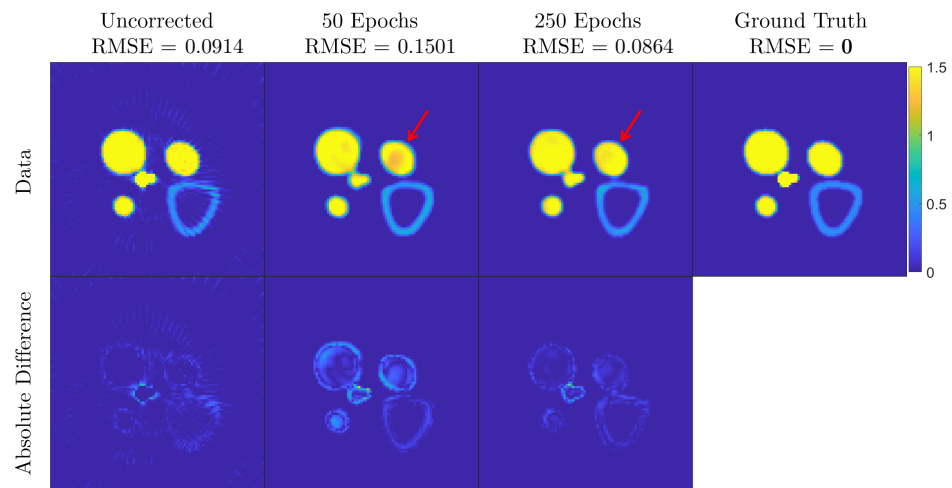 Uncorrected 50 Epochs 250 Epochs Ground Truth
RMSE = 0.0914 RMSE = 0.1501 RMSE = 0.0864 RMSE = 0
Data
1.5
1
0.5
0
Absolute Difference